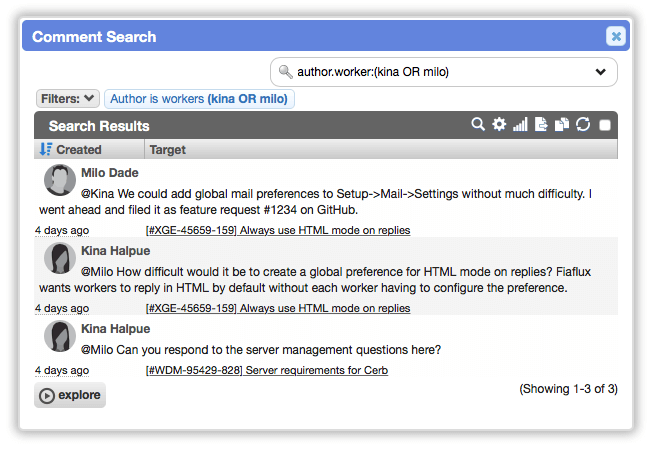 Comment Search
author.worker:(kina OR milo)
Filters:
Author is workers (kina OR milo)
Search Results
Created Target
Milo Dade
@Kina We could add global mail preferences to Setup->Mail->Settings without much difficulty. I
went ahead and filed it as feature request #1234 on GitHub.
4 days ago [#XGE-45659-159] Always use HTML mode on replies
Kina Halpue
@Milo How difficult would it be to create a global preference for HTML mode on replies? Fiaflux
wants workers to reply in HTML by default without each worker having to configure the preference.
4 days ago [#XGE-45659-159] Always use HTML mode on replies
Kina Halpue
@Milo Can you respond to the server management questions here?
4 days ago [#WDM-95429-828] Server requirements for Cerb
explore
(Showing 1-3 of 3)